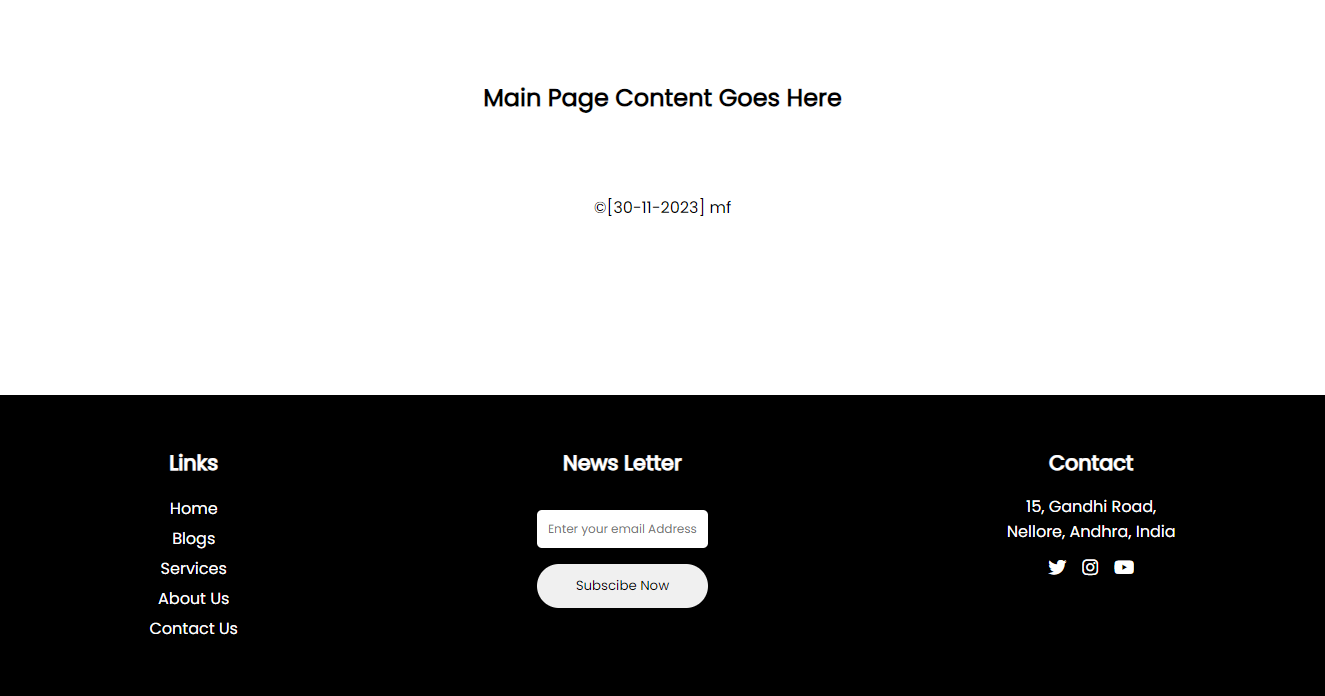 Main Page Content Goes Here
©[30-11-2023] mf
Links
Home
Blogs
Services
About Us
Contact Us
News Letter
Enter your email Address
Subscibe Now
Contact
15, Gandhi Road,
Nellore, Andhra, India